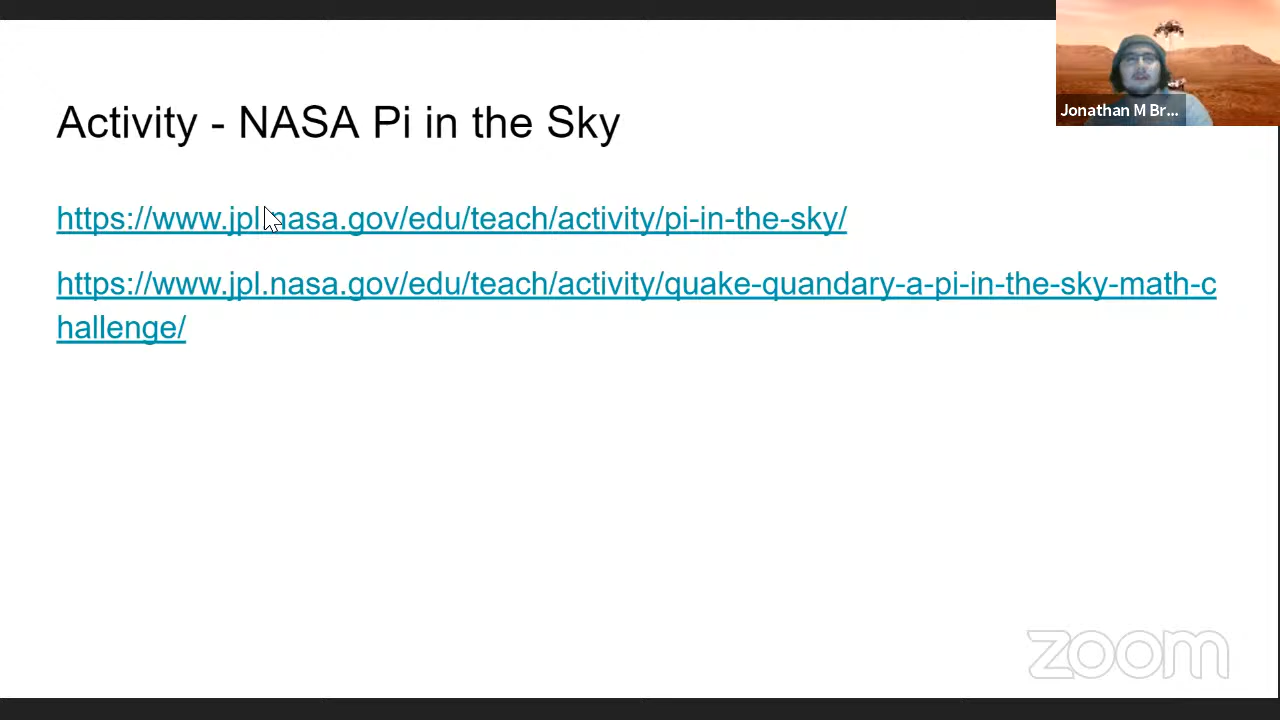 Activity - NASA Pi in the Sky
Jonathan M Br...
https://www.jpl.nasa.gov/edu/teach/activity/pi-in-the-sky/
https://www.jpl.nasa.gov/edu/teach/activity/quake-quandary-a-pi-in-the-sky-math-c
hallenge/
zoom